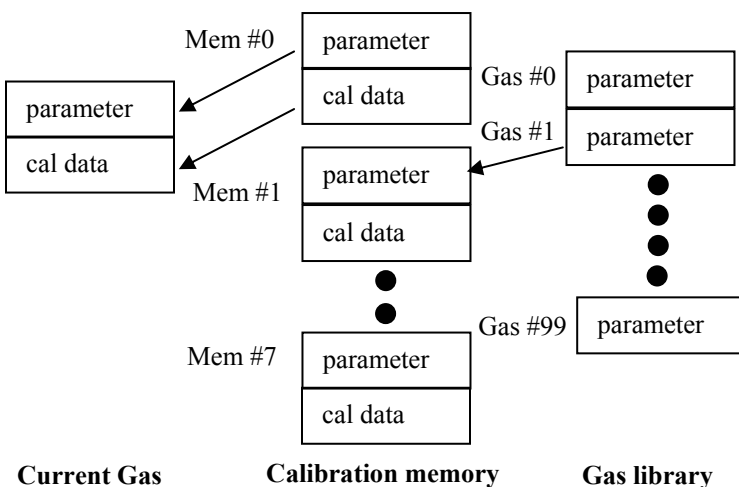 Mem #0
parameter
cal data
Gas #0
parameter
parameter
cal data
Gas #1
parameter
Mem #1
parameter
cal data
Gas #99
parameter
Mem #7
parameter
cal data
Current Gas
Calibration memory
Gas library